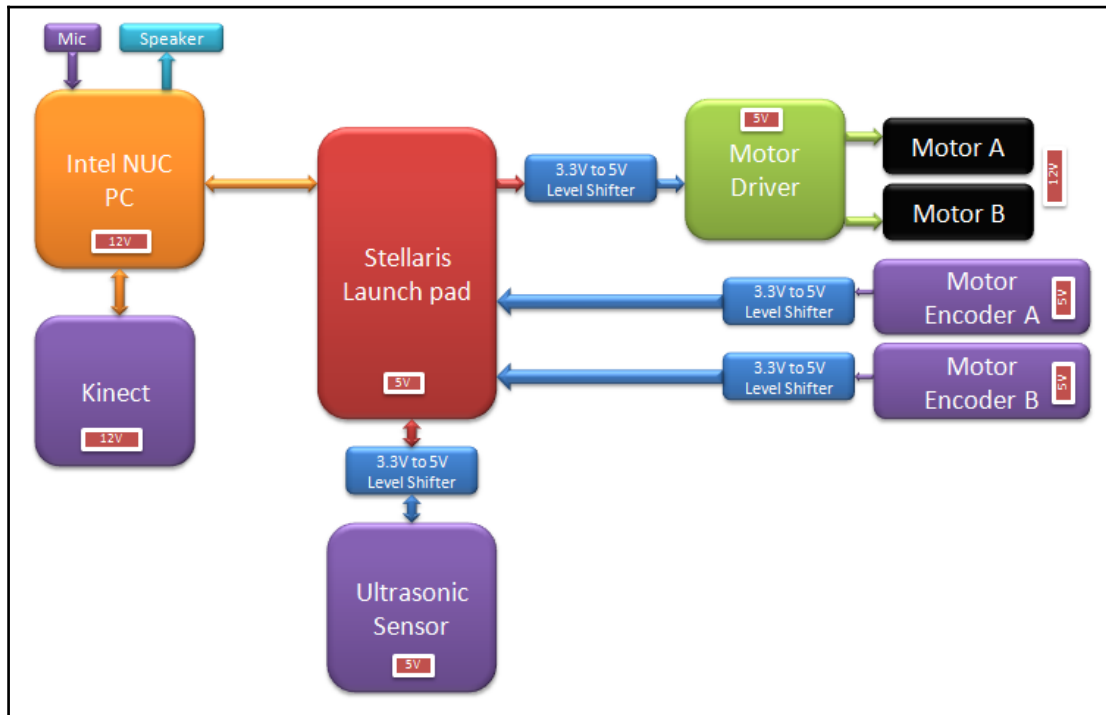 Mic
Speaker
Intel NUC
PC
12V
Kinect
12V
Stellaris
Launch pad
5V
3.3V to 5V
Level Shifter
Ultrasonic
Sensor
5V
3.3V to 5V
Level Shifter
5V
Motor
Driver
Motor A
Motor B
12V
3.3V to 5V
Level Shifter
Motor
Encoder A
5V
3.3V to 5V
Level Shifter
Motor
Encoder B
5V